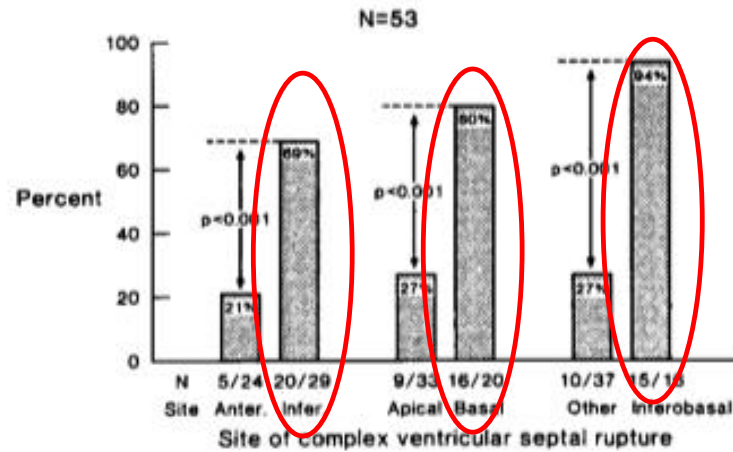 N=53
100
94%
80
80%
69%
Percent
60
p<0.001
p<0.001
p<0.001
40
20
21%
27%
27%
0
N 5/24 20/29 9/33 16/20 10/37 15/16
Site Anter. Infer. Apical Basal Other Inferobasal
Site of complex ventricular septal rupture